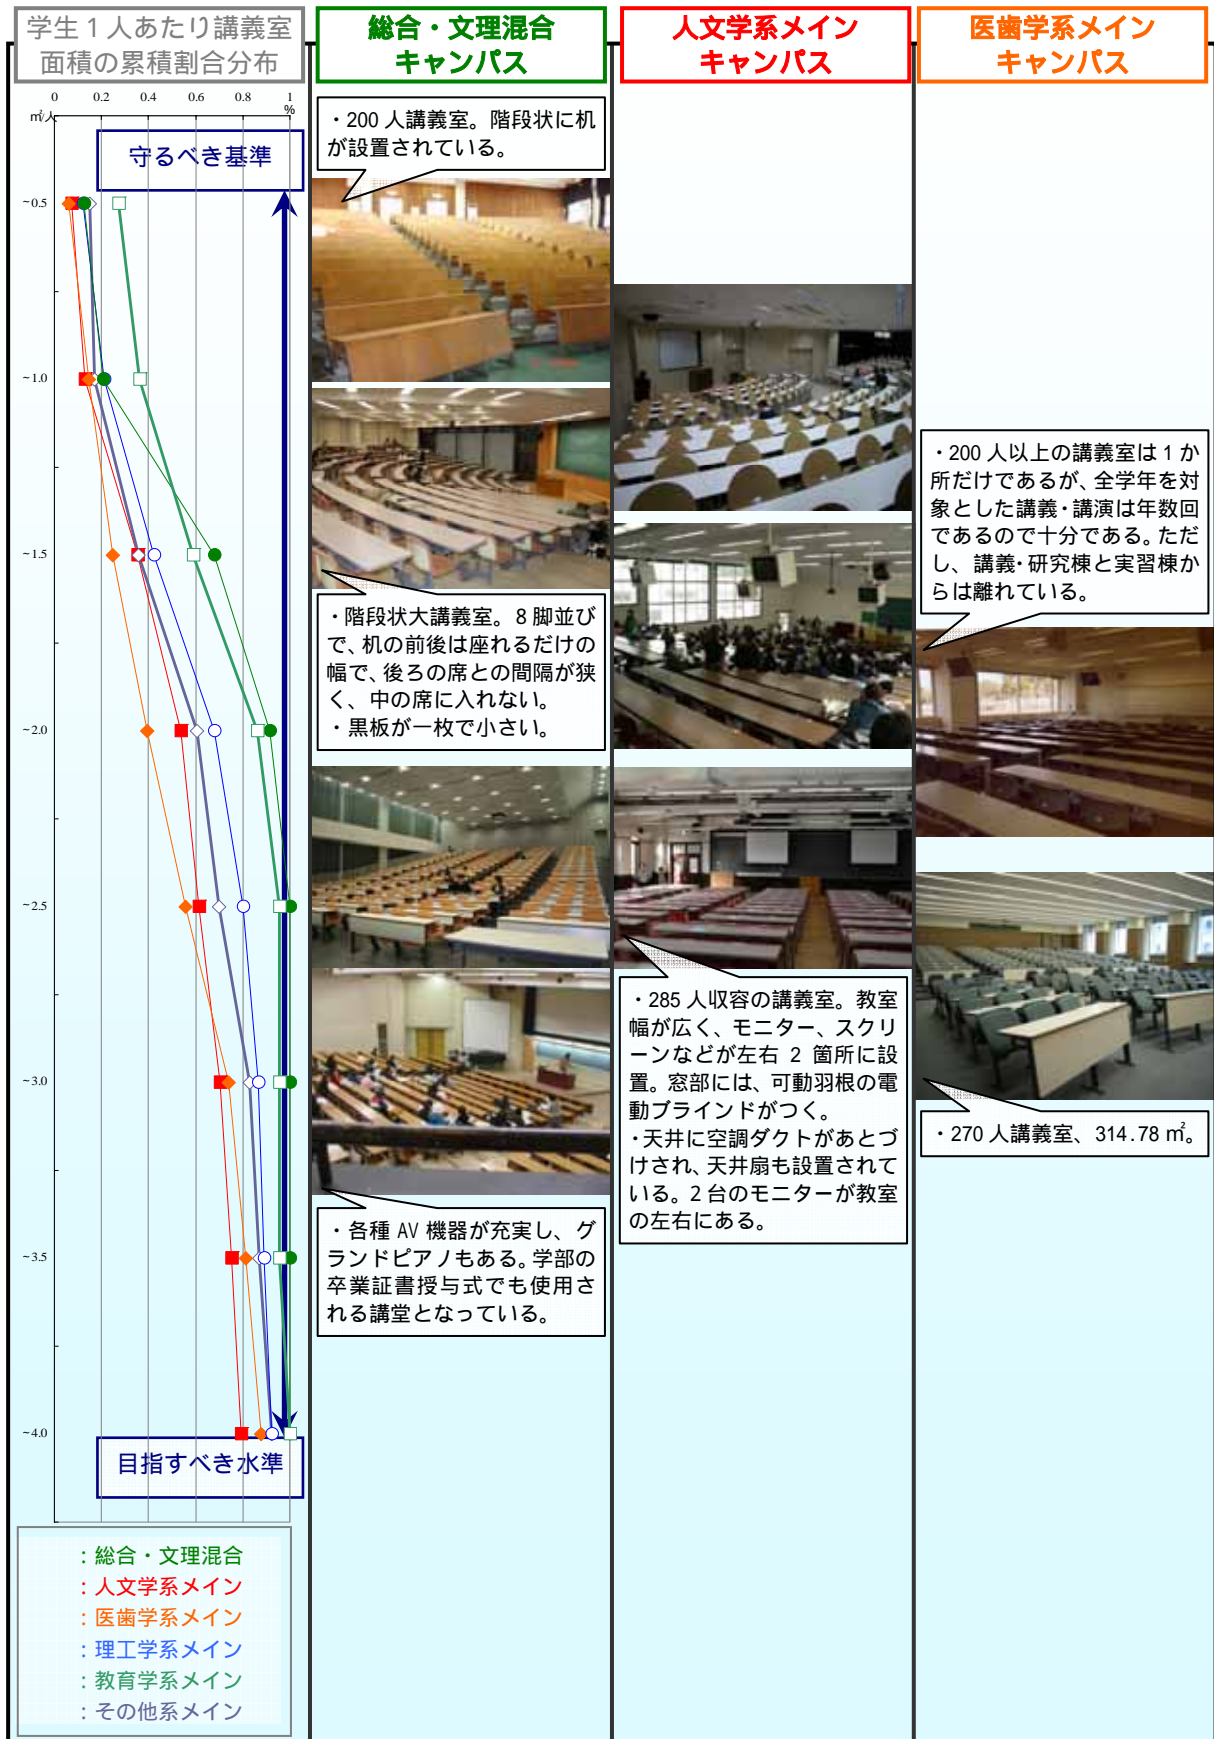 学生１人あたり講義室
面積の累積割合分布
0 0.2 0.4 0.6 0.8 1
%
㎡/人
守るべき基準
~0.5
~1.0
~1.5
~2.0
~2.5
~3.0
~3.5
~4.0
目指すべき水準
：総合・文理混合
：人文学系メイン
：医歯学系メイン
：理工学系メイン
：教育学系メイン
：その他系メイン
総合・文理混合
キャンパス
・200 人講義室。階段状に机
が設置されている。
・階段状大講義室。8 脚並び
で、机の前後は座れるだけの
幅で、後ろの席との間隔が狭
く、中の席に入れない。
・黒板が一枚で小さい。
・各種 AV 機器が充実し、グ
ランドピアノもある。学部の
卒業証書授与式でも使用さ
れる講堂となっている。
人文学系メイン
キャンパス
・285 人収容の講義室。教室
幅が広く、モニター、スクリ
ーンなどが左右 2 箇所に設
置。窓部には、可動羽根の電
動ブラインドがつく。
・天井に空調ダクトがあとづ
けされ、天井扇も設置されて
いる。2 台のモニターが教室
の左右にある。
医歯学系メイン
キャンパス
・200 人以上の講義室は 1 か
所だけであるが、全学年を対
象とした講義・講演は年数回
であるので十分である。ただ
し、講義・研究棟と実習棟か
らは離れている。
・270 人講義室、314.78 ㎡。